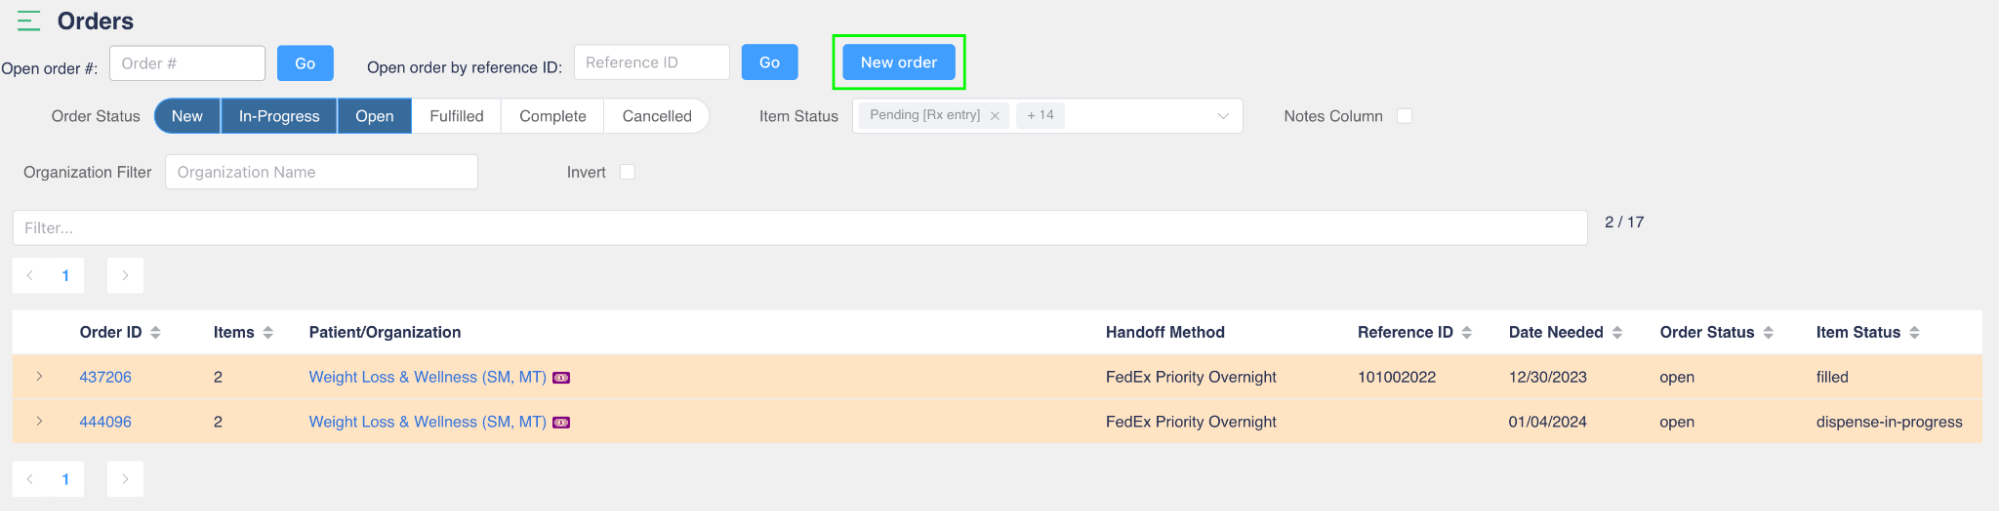 Orders
Open order #: Order # Go Open order by reference ID: Reference ID Go New order
Order Status New In-Progress Open Fulfilled Complete Cancelled Item Status Pending [Rx entry] × + 14 Notes Column
Organization Filter Organization Name Invert
Filter... 2 / 17
< 1 >
Order ID Items Patient/Organization Handoff Method Reference ID Date Needed Order Status Item Status
> 437206 2 Weight Loss & Wellness (SM, MT) FedEx Priority Overnight 101002022 12/30/2023 open filled
> 444096 2 Weight Loss & Wellness (SM, MT) FedEx Priority Overnight 01/04/2024 open dispense-in-progress
< 1 >